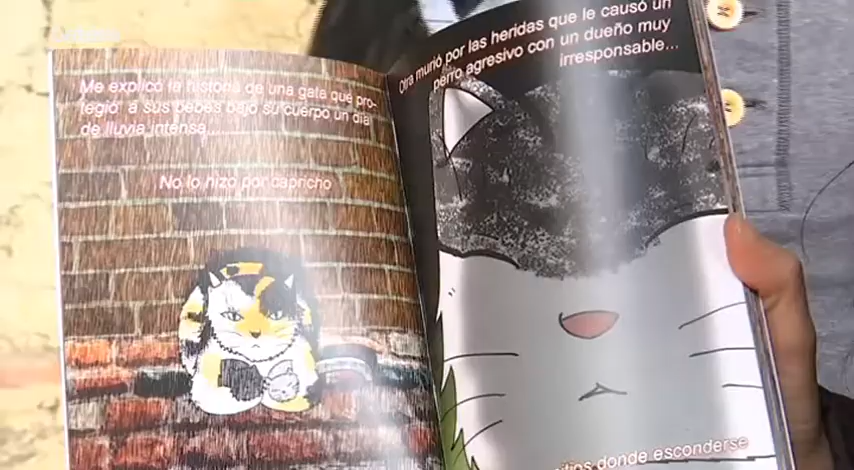 Me explicó la historia de una gata que pro-
tegió a sus bebés bajo su cuerpo un día
de lluvia intensa...
No lo hizo por capricho
Otra murió por las heridas que le causó un
perro agresivo con un dueño muy
irresponsable...
sitios donde esconderse